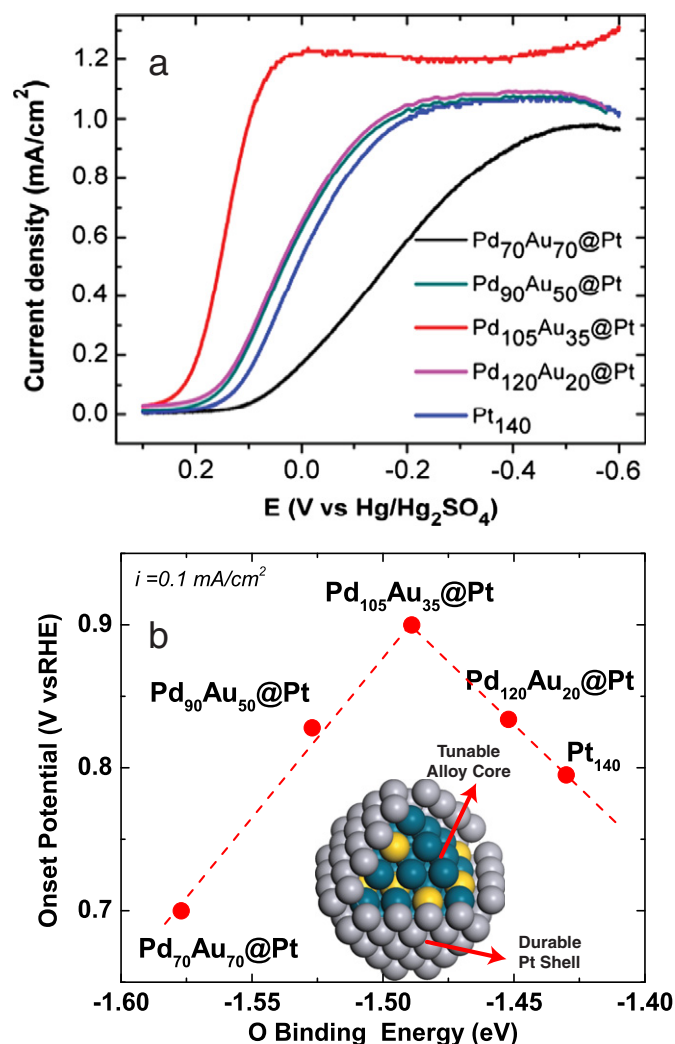 a
Current density (mA/cm²)
1.2
1.0
0.8
0.6
0.4
0.2
0.0
Pd₇₀Au₇₀@Pt
Pd₉₀Au₅₀@Pt
Pd₁₀₅Au₃₅@Pt
Pd₁₂₀Au₂₀@Pt
Pt₁₄₀
0.2 0.0 -0.2 -0.4 -0.6
E (V vs Hg/Hg₂SO₄)
i =0.1 mA/cm²
b
Onset Potential (V vsRHE)
0.9
0.8
0.7
Pd₁₀₅Au₃₅@Pt
Pd₉₀Au₅₀@Pt
Pd₁₂₀Au₂₀@Pt
Pt₁₄₀
Tunable
Alloy Core
Pd₇₀Au₇₀@Pt
Durable
Pt Shell
-1.60 -1.55 -1.50 -1.45 -1.40
O Binding Energy (eV)